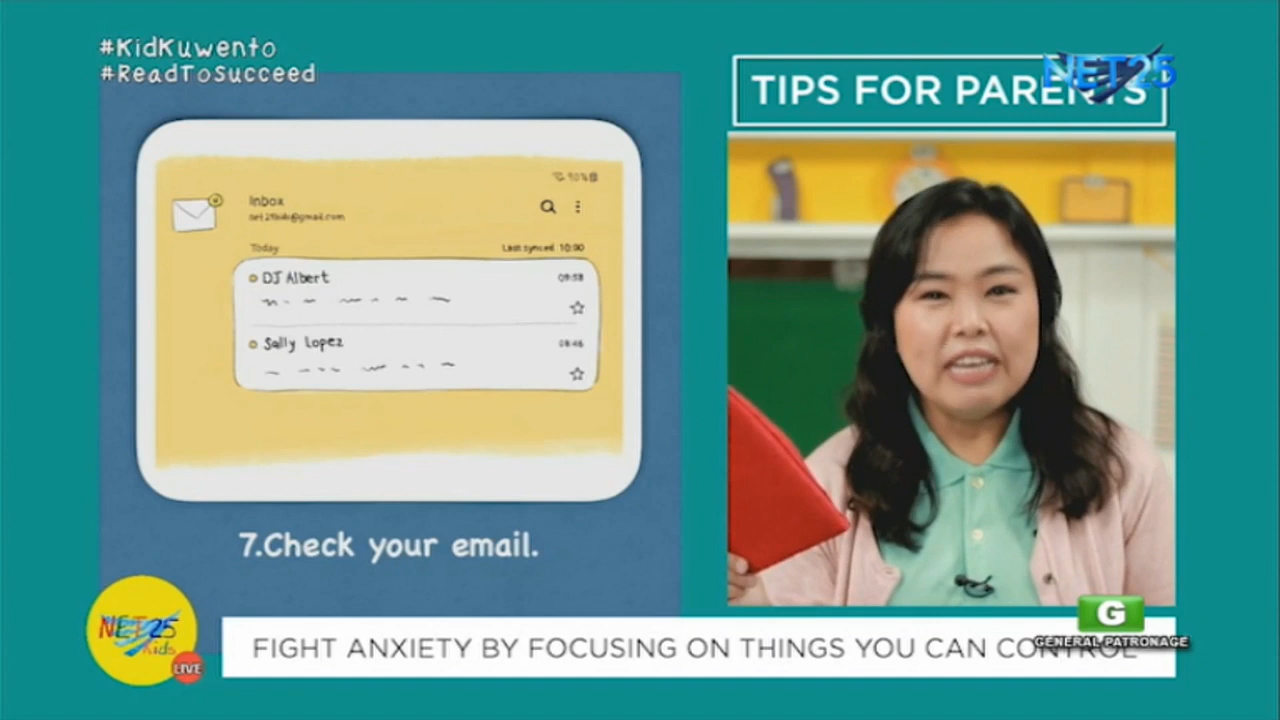 #KidKuwento
#ReadToSucceed
NET25
TIPS FOR PARENTS
90%
Inbox
Today
Last synced 10:00
DJ Albert
09:58
Sally Lopez
08:46
7.Check your email.
NET25
Kids
LIVE
FIGHT ANXIETY BY FOCUSING ON THINGS YOU CAN CONTROL
G
GENERAL PATRONAGE